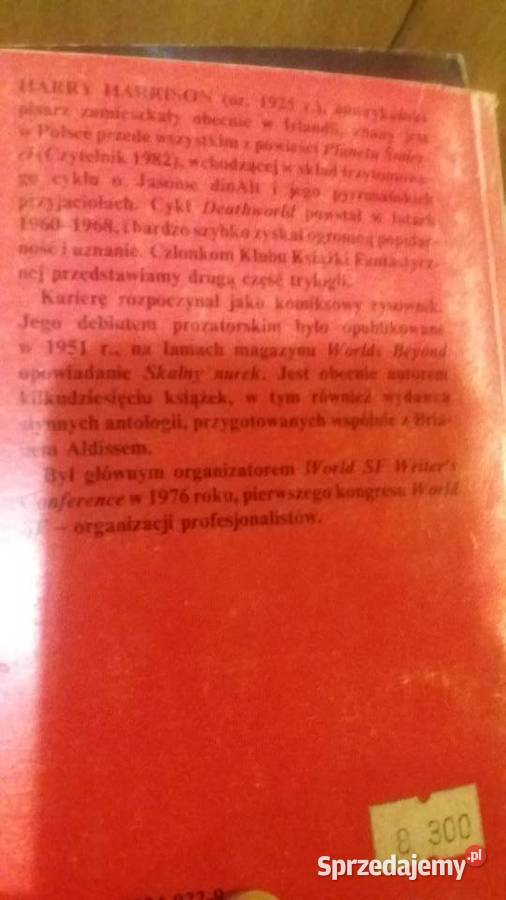 HARRY HARRISON (ur. 1925 r.), amerykański
pisarz zamieszkały obecnie w Irlandii, znany jest
w Polsce przede wszystkim z powieści Planeta Śmier-
ci (Czytelnik 1982), wchodzącej w skład trzytomowe-
go cyklu o Jasonie dinAlt i jego pyrrusańskich
przyjaciołach. Cykl Deathworld powstał w latach
1960–1968, i bardzo szybko zyskał ogromną popular-
ność i uznanie. Członkom Klubu Książki Fantastycz-
nej przedstawiamy drugą część trylogii.
Karierę rozpoczynał jako komiksowy rysownik.
Jego debiutem prozatorskim było opublikowane
w 1951 r., na łamach magazynu Worlds Beyond
opowiadanie Skalny nurek. Jest obecnie autorem
kilkudziesięciu książek, w tym również wydawcą
słynnych antologii, przygotowanych wspólnie z Bria-
nem Aldissem.
Był głównym organizatorem World SF Writer's
Conference w 1976 roku, pierwszego kongresu World
SF – organizacji profesjonalistów.
8 300
Sprzedajemy.pl